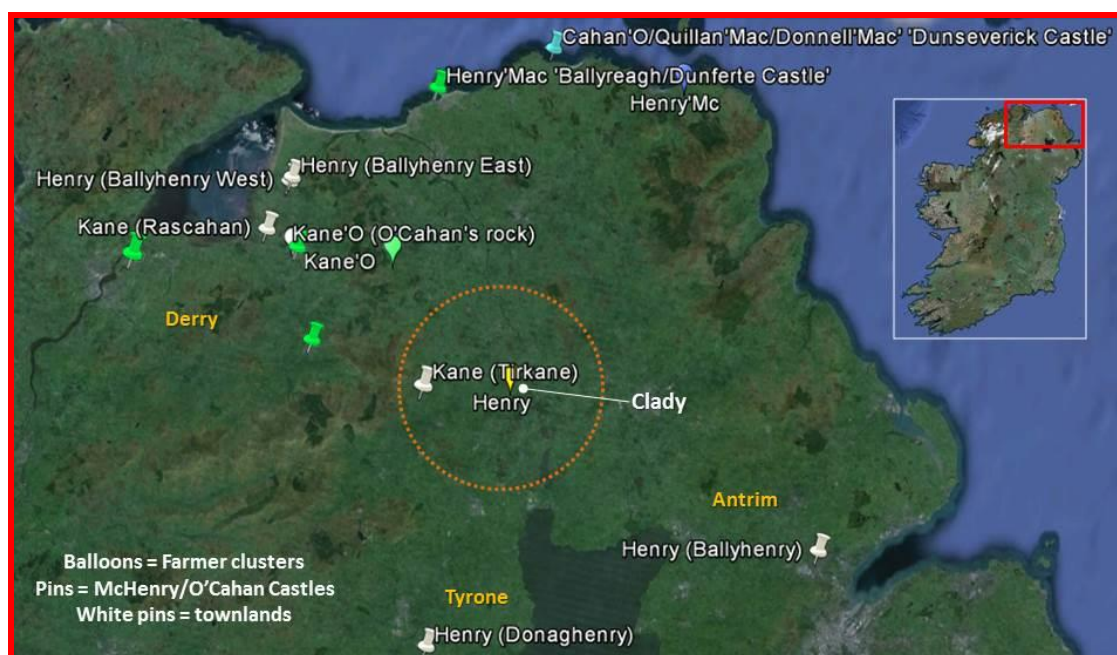 Cahan'O/Quillan'Mac/Donnell'Mac' 'Dunseverick Castle'
Henry'Mac 'Ballyreagh/Dunferte Castle'
Henry'Mc
Henry (Ballyhenry East)
Henry (Ballyhenry West)
Kane (Rascahan)
Kane'O (O'Cahan's rock)
Kane'O
Derry
Kane (Tirkane)
Henry
Clady
Antrim
Henry (Ballyhenry)
Balloons = Farmer clusters
Pins = McHenry/O’Cahan Castles
White pins = townlands
Tyrone
Henry (Donaghenry)